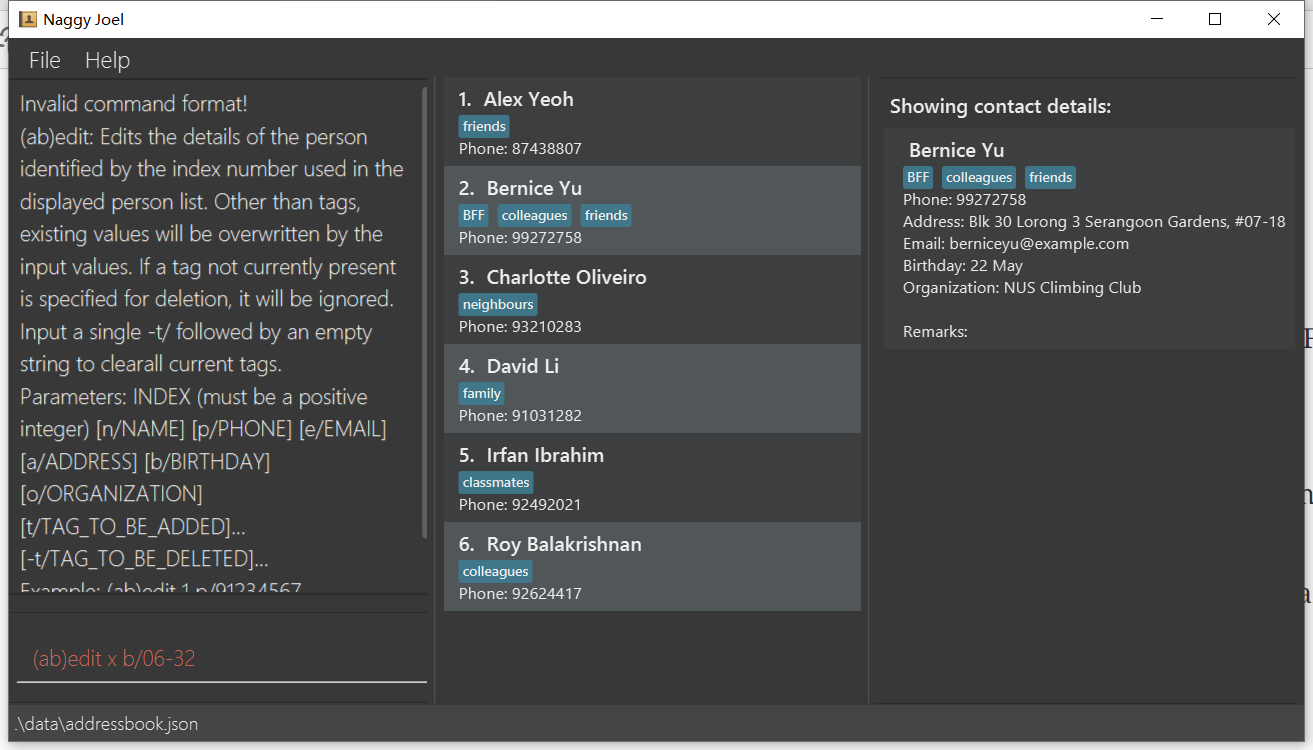 Naggy Joel
File Help
Invalid command format!
(ab)edit: Edits the details of the person
identified by the index number used in the
displayed person list. Other than tags,
existing values will be overwritten by the
input values. If a tag not currently present
is specified for deletion, it will be ignored.
Input a single -t/ followed by an empty
string to clearall current tags.
Parameters: INDEX (must be a positive
integer) [n/NAME] [p/PHONE] [e/EMAIL]
[a/ADDRESS] [b/BIRTHDAY]
[o/ORGANIZATION]
[t/TAG_TO_BE_ADDED]...
[-t/TAG_TO_BE_DELETED]...
Example: (ab)edit 1 p/91234567
(ab)edit x b/06-32
1. Alex Yeoh
friends
Phone: 87438807
2. Bernice Yu
BFF colleagues friends
Phone: 99272758
3. Charlotte Oliveiro
neighbours
Phone: 93210283
4. David Li
family
Phone: 91031282
5. Irfan Ibrahim
classmates
Phone: 92492021
6. Roy Balakrishnan
colleagues
Phone: 92624417
Showing contact details:
Bernice Yu
BFF colleagues friends
Phone: 99272758
Address: Blk 30 Lorong 3 Serangoon Gardens, #07-18
Email: berniceyu@example.com
Birthday: 22 May
Organization: NUS Climbing Club
Remarks:
.\data\addressbook.json